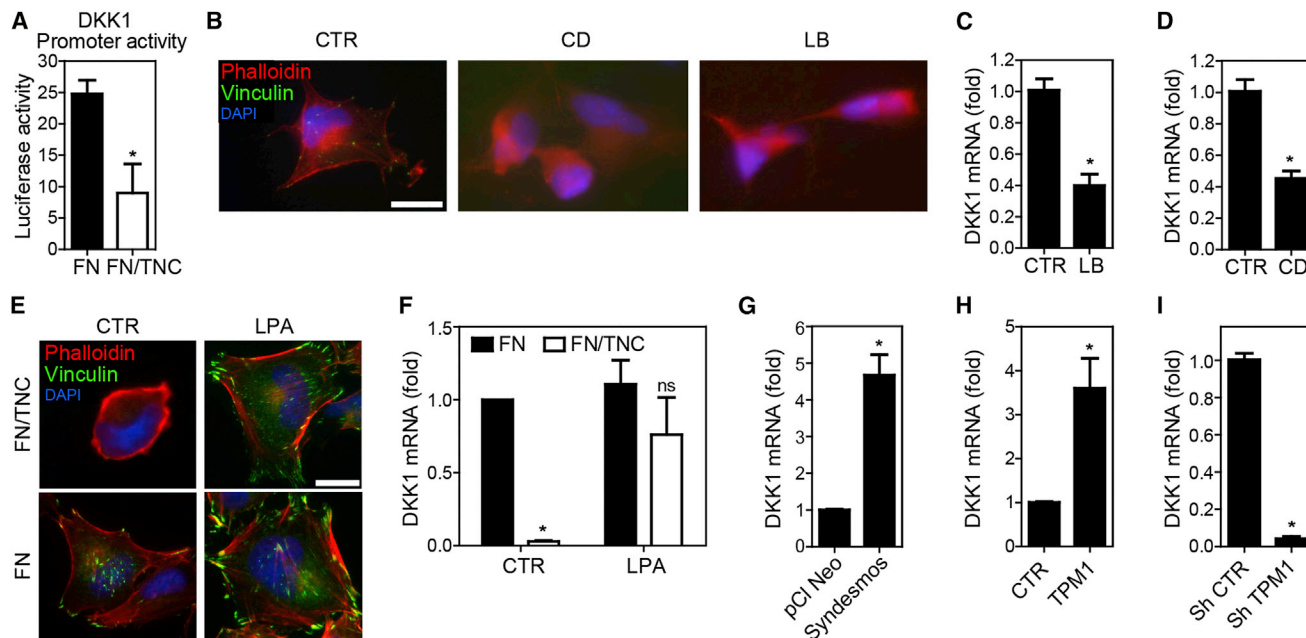 A
DKK1
Promoter activity
30
25
20
15
10
5
0
Luciferase activity
*
FN FN/TNC
B
CTR
CD
LB
Phalloidin
Vinculin
DAPI
C
DKK1 mRNA (fold)
1.2
1.0
0.8
0.6
0.4
0.2
0.0
*
CTR LB
D
DKK1 mRNA (fold)
1.2
1.0
0.8
0.6
0.4
0.2
0.0
*
CTR CD
E
CTR
LPA
FN/TNC
Phalloidin
Vinculin
DAPI
FN
F
DKK1 mRNA (fold)
1.5
1.0
0.5
0.0
FN FN/TNC
*
ns
CTR LPA
G
DKK1 mRNA (fold)
6
5
4
3
2
1
0
*
pCI Neo
Syndesmos
H
DKK1 mRNA (fold)
5
4
3
2
1
0
*
CTR
TPM1
I
DKK1 mRNA (fold)
1.0
0.8
0.6
0.4
0.2
0.0
*
Sh CTR
Sh TPM1